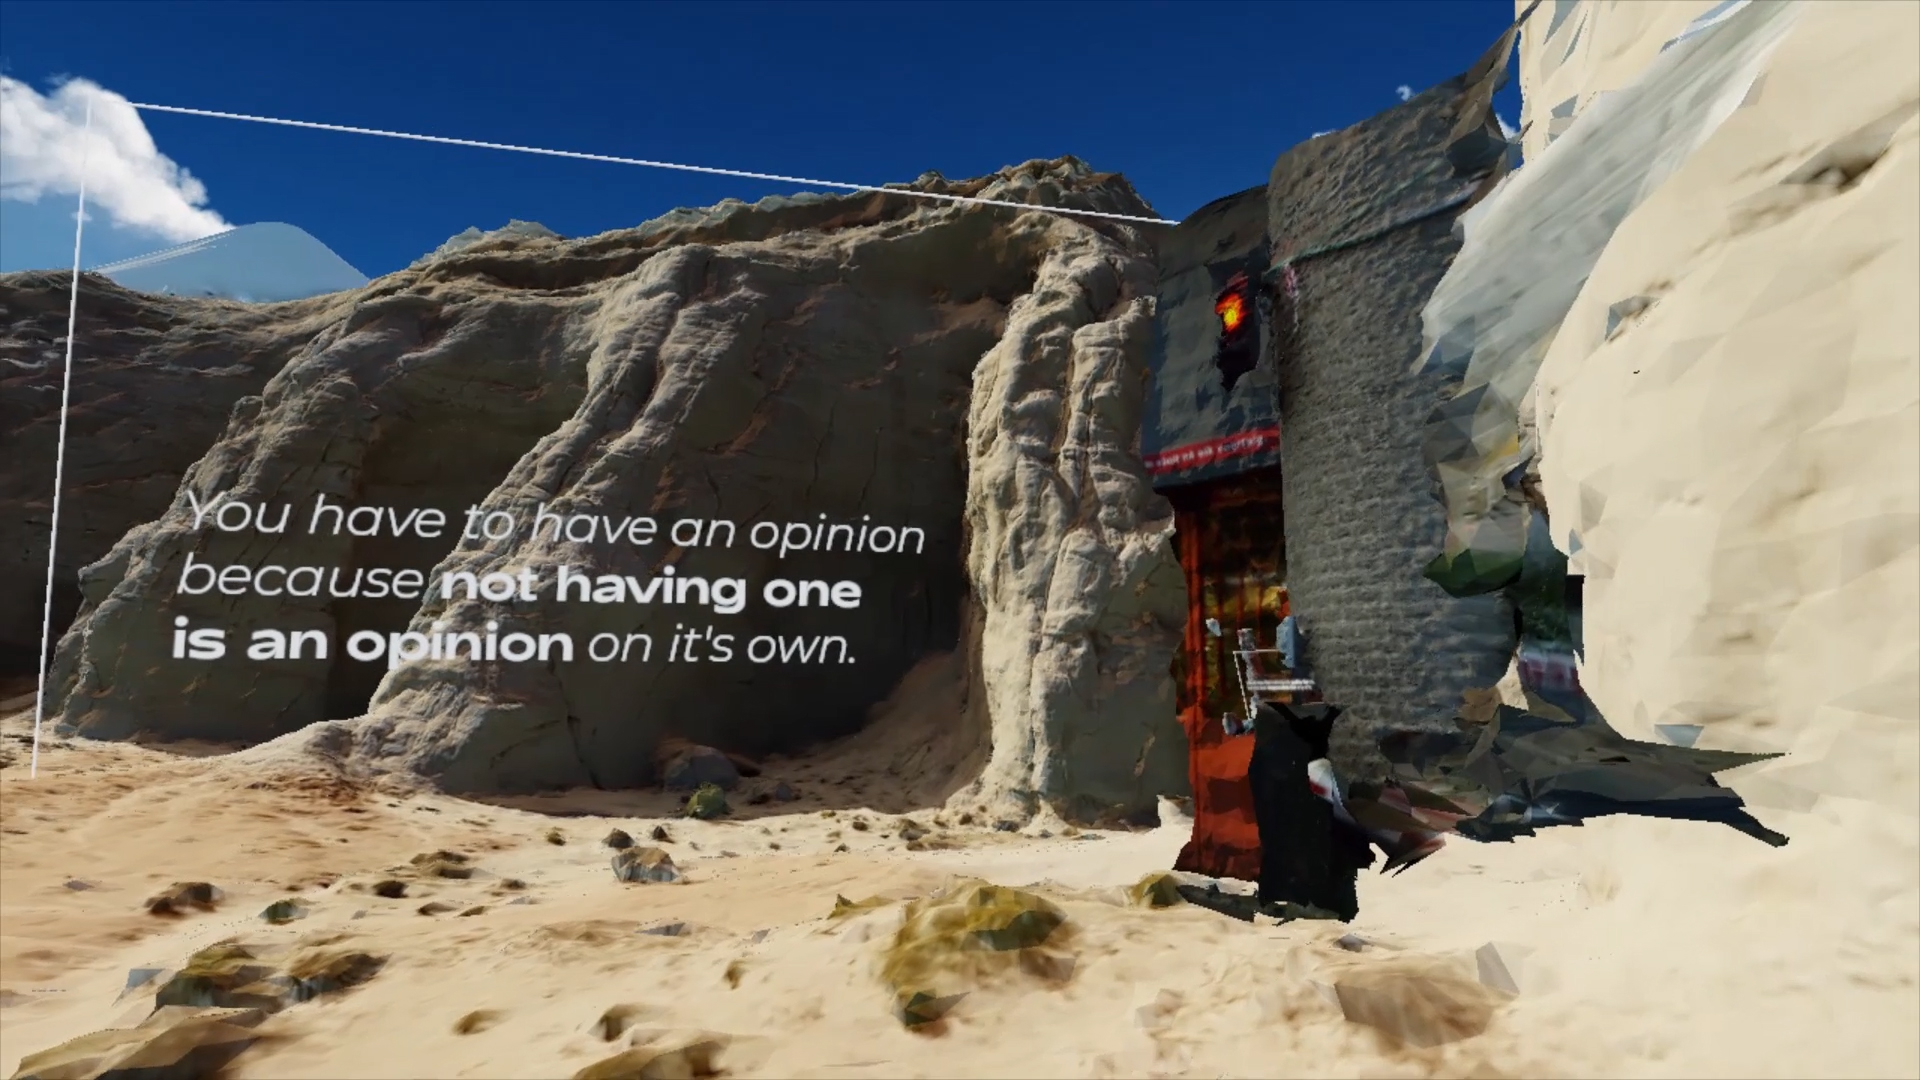 You have to have an opinion
because not having one
is an opinion on it's own.